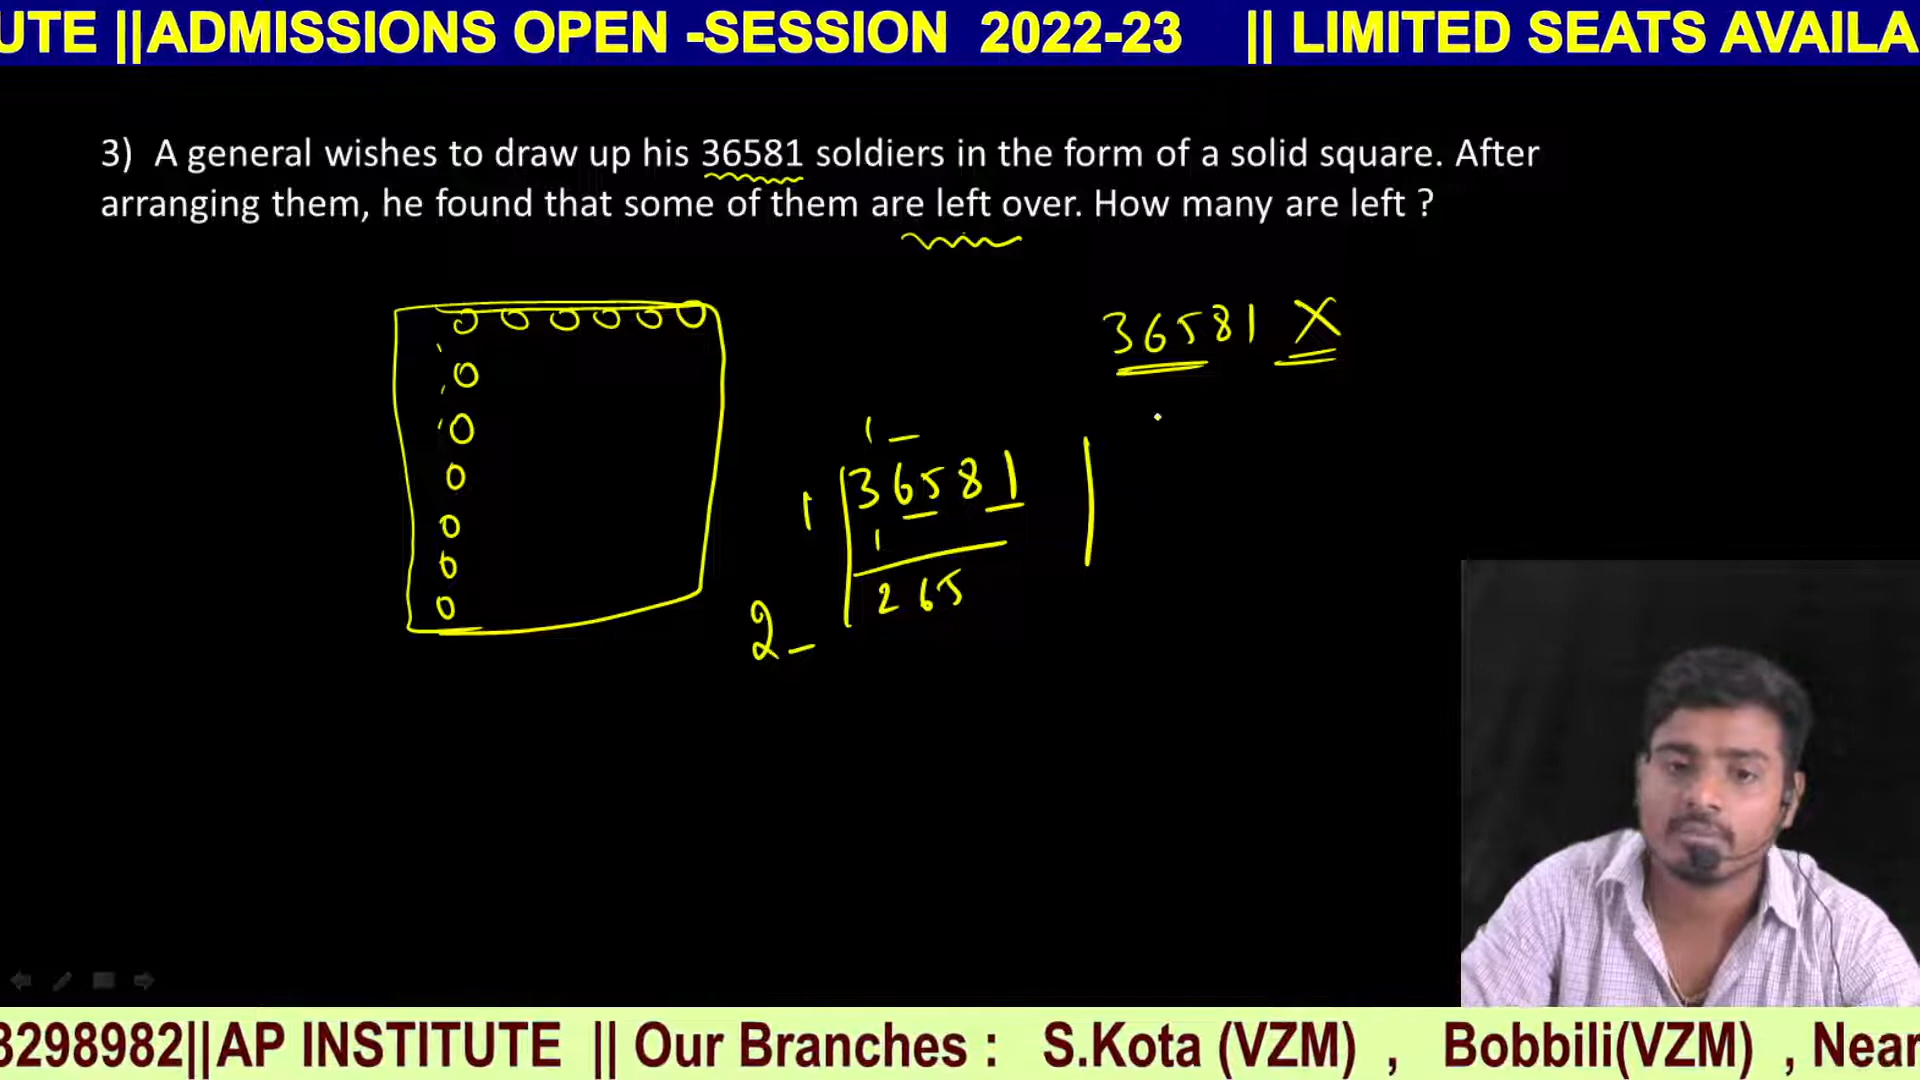 UTE ||ADMISSIONS OPEN -SESSION 2022-23 || LIMITED SEATS AVAILA
3) A general wishes to draw up his 36581 soldiers in the form of a solid square. After
arranging them, he found that some of them are left over. How many are left ?
36581 X
1 _
1 36581
1
2 _ 265
3298982||AP INSTITUTE || Our Branches : S.Kota (VZM) , Bobbili(VZM) , Near